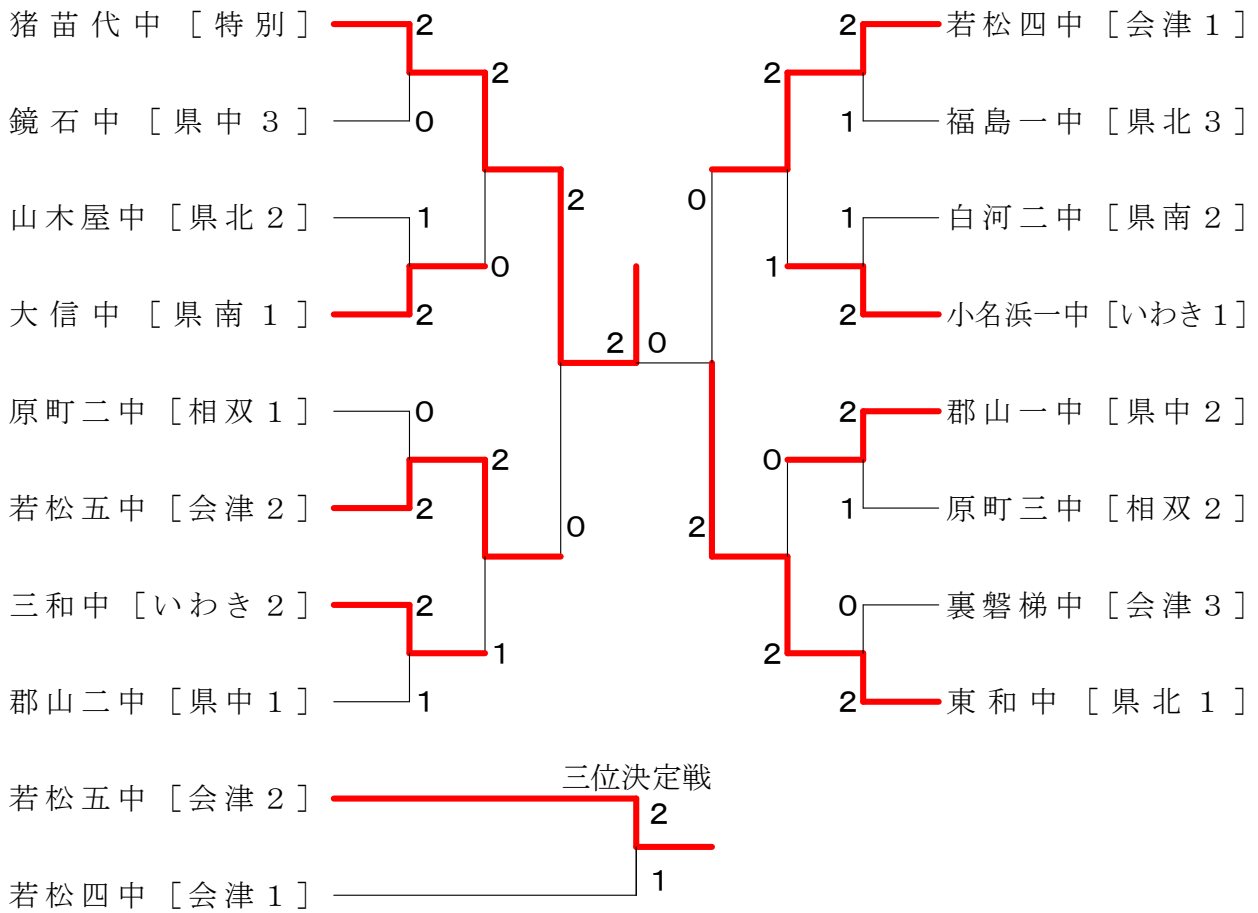 猪苗代中［特別］ 2 2 若松四中［会津１］
2 2
鏡石中［県中３］ 0 1 福島一中［県北３］
2 0
山木屋中［県北２］ 1 1 白河二中［県南２］
0 1
大信中［県南１］ 2 2 小名浜一中［いわき１］
2 0
原町二中［相双１］ 0 2 郡山一中［県中２］
2 0
若松五中［会津２］ 2 1 原町三中［相双２］
0 2
三和中［いわき２］ 2 0 裏磐梯中［会津３］
1 2
郡山二中［県中１］ 1 2 東和中［県北１］
三位決定戦
若松五中［会津２］ 2
若松四中［会津１］ 1